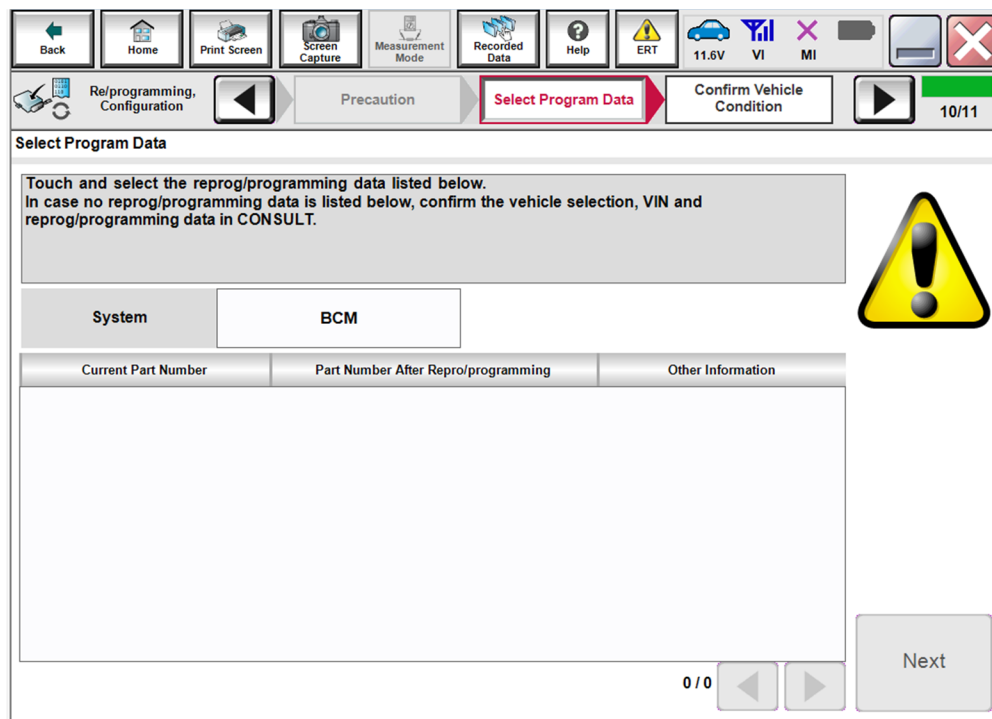 Back
Home
Print Screen
Screen
Capture
Measurement
Mode
Recorded
Data
Help
ERT
11.6V
VI
MI
Re/programming,
Configuration
Precaution
Select Program Data
Confirm Vehicle
Condition
10/11
Select Program Data
Touch and select the reprog/programming data listed below.
In case no reprog/programming data is listed below, confirm the vehicle selection, VIN and
reprog/programming data in CONSULT.
System
BCM
Current Part Number
Part Number After Repro/programming
Other Information
0 / 0
Next